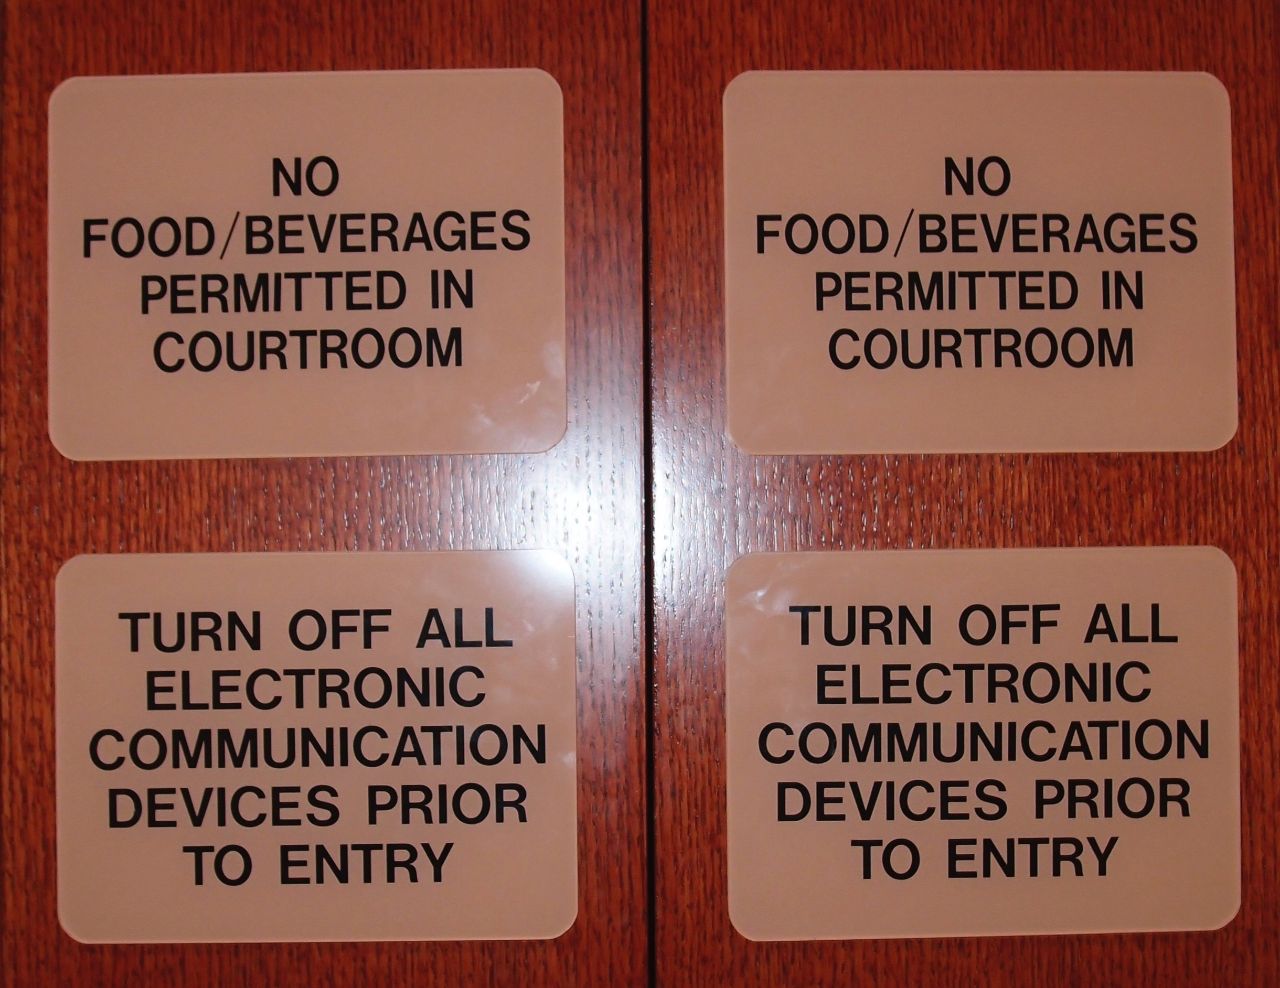 NO
FOOD/BEVERAGES
PERMITTED IN
COURTROOM
NO
FOOD/BEVERAGES
PERMITTED IN
COURTROOM
TURN OFF ALL
ELECTRONIC
COMMUNICATION
DEVICES PRIOR
TO ENTRY
TURN OFF ALL
ELECTRONIC
COMMUNICATION
DEVICES PRIOR
TO ENTRY